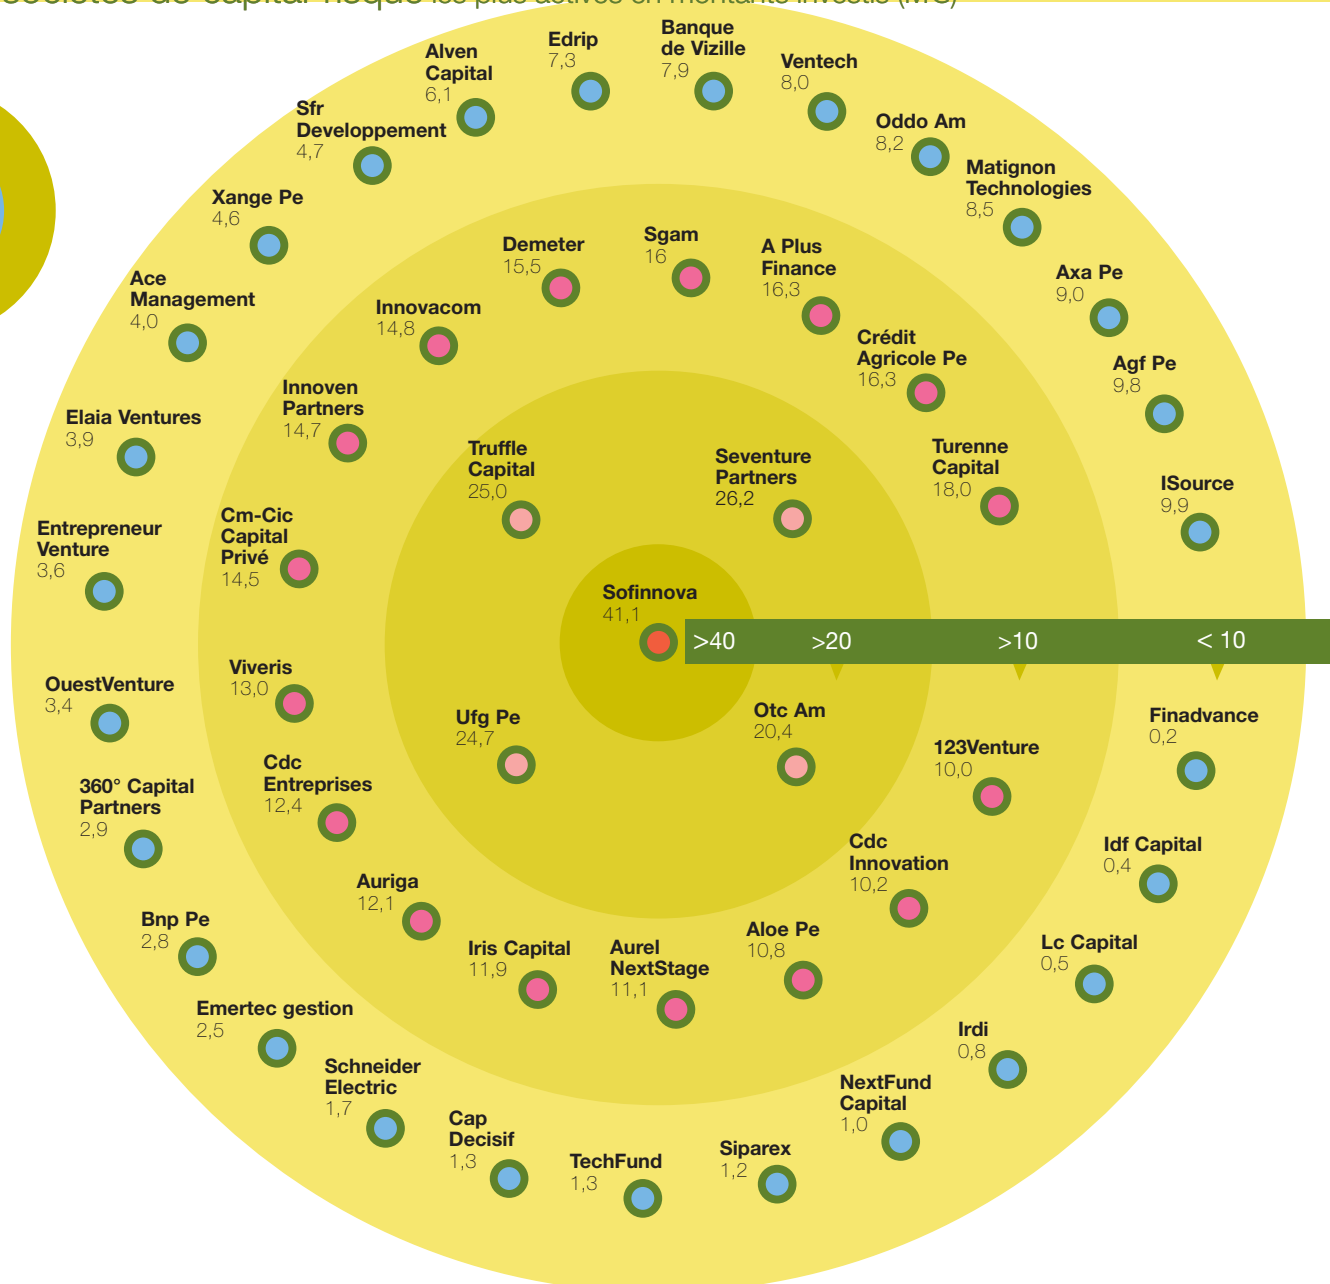 les plus actives en montants investis (M€)
Edrip
7,3
Banque
de Vizille
7,9
Alven
Capital
6,1
Ventech
8,0
Sfr
Developpement
4,7
Oddo Am
8,2
Matignon
Technologies
8,5
Xange Pe
4,6
Demeter
15,5
Sgam
16
A Plus
Finance
16,3
Axa Pe
9,0
Ace
Management
4,0
Innovacom
14,8
Crédit
Agricole Pe
16,3
Agf Pe
9,8
Innoven
Partners
14,7
Elaia Ventures
3,9
Truffle
Capital
25,0
Seventure
Partners
26,2
Turenne
Capital
18,0
ISource
9,9
Entrepreneur
Venture
3,6
Cm-Cic
Capital
Privé
14,5
Sofinnova
41,1
>40
>20
>10
< 10
Viveris
13,0
OuestVenture
3,4
Ufg Pe
24,7
Otc Am
20,4
Finadvance
0,2
123Venture
10,0
Cdc
Entreprises
12,4
360° Capital
Partners
2,9
Cdc
Innovation
10,2
Idf Capital
0,4
Auriga
12,1
Bnp Pe
2,8
Iris Capital
11,9
Aurel
NextStage
11,1
Aloe Pe
10,8
Lc Capital
0,5
Emertec gestion
2,5
Irdi
0,8
Schneider
Electric
1,7
NextFund
Capital
1,0
Cap
Decisif
1,3
TechFund
1,3
Siparex
1,2